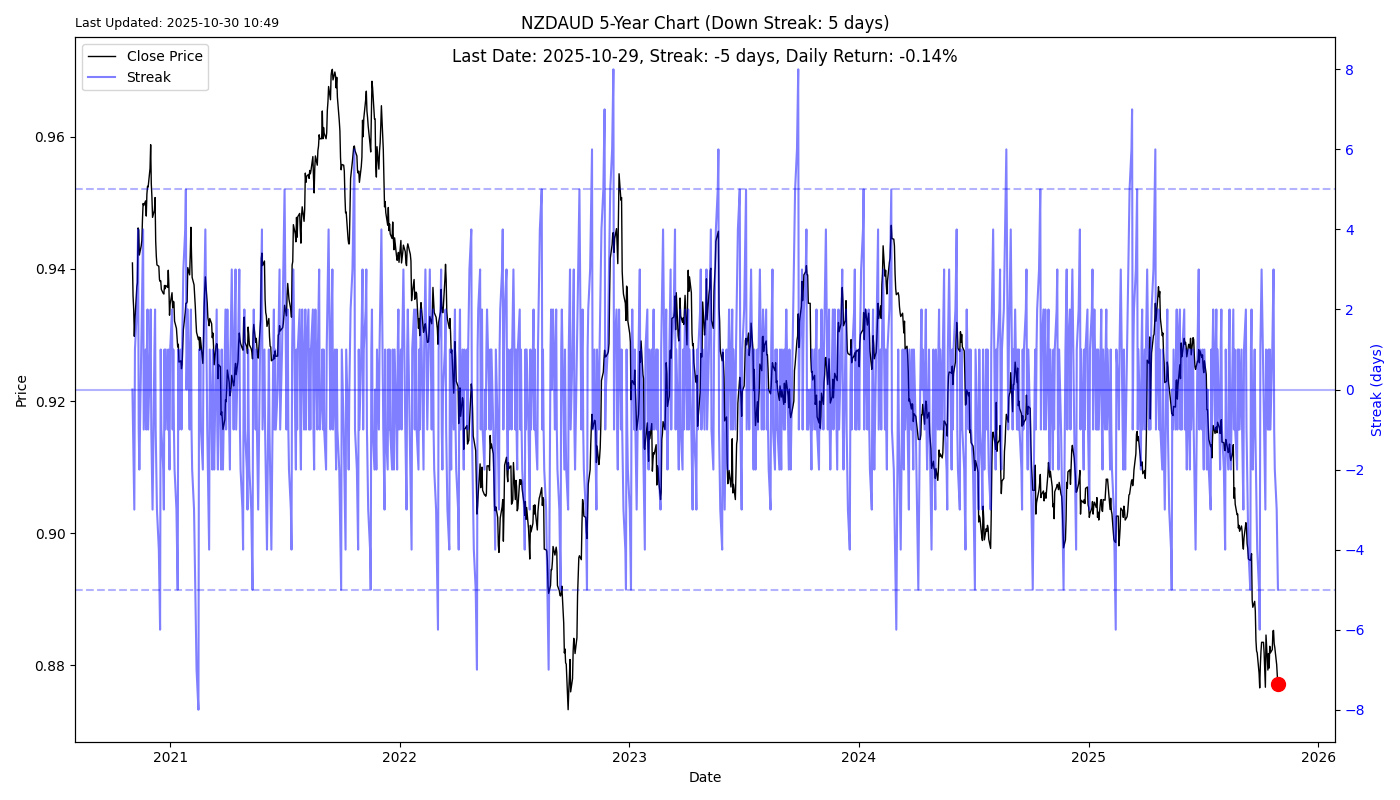 Last Updated: 2025-10-30 10:49
NZDAUD 5-Year Chart (Down Streak: 5 days)
Last Date: 2025-10-29, Streak: -5 days, Daily Return: -0.14%
Close Price
Streak
0.96
0.94
0.92
0.90
0.88
Price
8
6
4
2
0
−2
−4
−6
−8
Streak (days)
2021
2022
2023
2024
2025
2026
Date